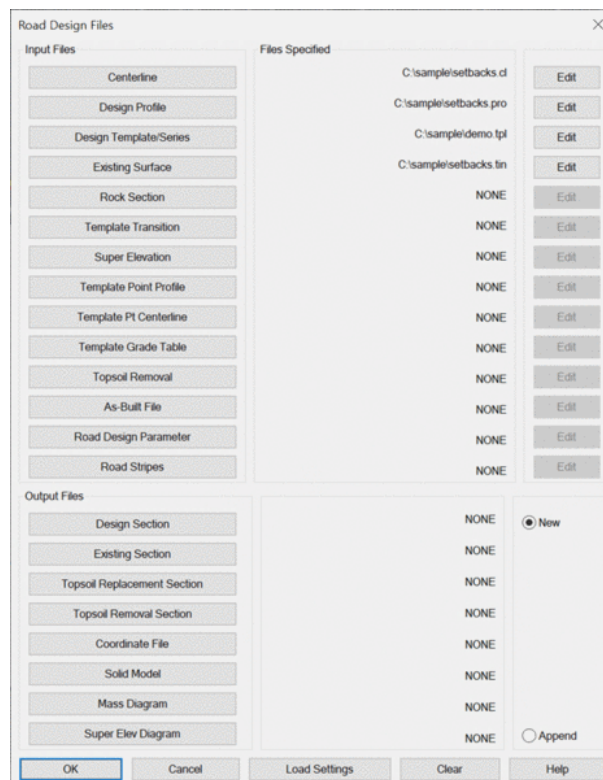 Road Design Files
Input Files Files Specified
Centerline C:\sample\setbacks.cl Edit
Design Profile C:\sample\setbacks.pro Edit
Design Template/Series C:\sample\demo.tpl Edit
Existing Surface C:\sample\setbacks.tin Edit
Rock Section NONE Edit
Template Transition NONE Edit
Super Elevation NONE Edit
Template Point Profile NONE Edit
Template Pt Centerline NONE Edit
Template Grade Table NONE Edit
Topsoil Removal NONE Edit
As-Built File NONE Edit
Road Design Parameter NONE Edit
Road Stripes NONE Edit
Output Files
Design Section NONE New
Existing Section NONE
Topsoil Replacement Section NONE
Topsoil Removal Section NONE
Coordinate File NONE
Solid Model NONE
Mass Diagram NONE
Super Elev Diagram NONE Append
OK Cancel Load Settings Clear Help